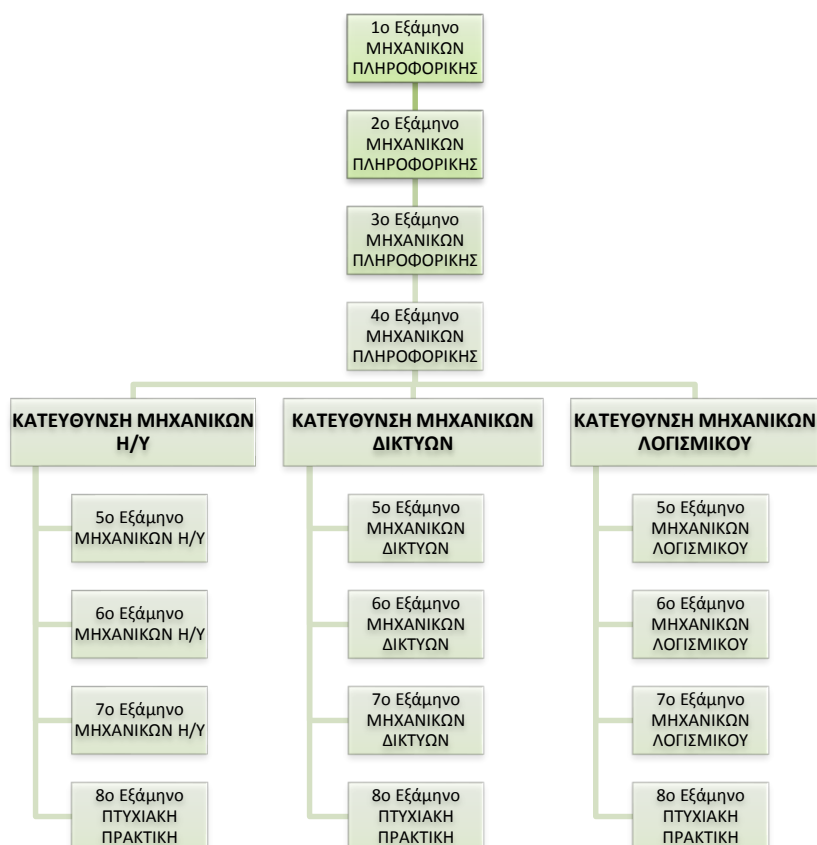 1ο Εξάμηνο
ΜΗΧΑΝΙΚΩΝ
ΠΛΗΡΟΦΟΡΙΚΗΣ
2ο Εξάμηνο
ΜΗΧΑΝΙΚΩΝ
ΠΛΗΡΟΦΟΡΙΚΗΣ
3ο Εξάμηνο
ΜΗΧΑΝΙΚΩΝ
ΠΛΗΡΟΦΟΡΙΚΗΣ
4ο Εξάμηνο
ΜΗΧΑΝΙΚΩΝ
ΠΛΗΡΟΦΟΡΙΚΗΣ
ΚΑΤΕΥΘΥΝΣΗ ΜΗΧΑΝΙΚΩΝ
Η/Υ
5ο Εξάμηνο
ΜΗΧΑΝΙΚΩΝ Η/Υ
6ο Εξάμηνο
ΜΗΧΑΝΙΚΩΝ Η/Υ
7ο Εξάμηνο
ΜΗΧΑΝΙΚΩΝ Η/Υ
8ο Εξάμηνο
ΠΤΥΧΙΑΚΗ
ΠΡΑΚΤΙΚΗ
ΚΑΤΕΥΘΥΝΣΗ ΜΗΧΑΝΙΚΩΝ
ΔΙΚΤΥΩΝ
5ο Εξάμηνο
ΜΗΧΑΝΙΚΩΝ
ΔΙΚΤΥΩΝ
6ο Εξάμηνο
ΜΗΧΑΝΙΚΩΝ
ΔΙΚΤΥΩΝ
7ο Εξάμηνο
ΜΗΧΑΝΙΚΩΝ
ΔΙΚΤΥΩΝ
8ο Εξάμηνο
ΠΤΥΧΙΑΚΗ
ΠΡΑΚΤΙΚΗ
ΚΑΤΕΥΘΥΝΣΗ ΜΗΧΑΝΙΚΩΝ
ΛΟΓΙΣΜΙΚΟΥ
5ο Εξάμηνο
ΜΗΧΑΝΙΚΩΝ
ΛΟΓΙΣΜΙΚΟΥ
6ο Εξάμηνο
ΜΗΧΑΝΙΚΩΝ
ΛΟΓΙΣΜΙΚΟΥ
7ο Εξάμηνο
ΜΗΧΑΝΙΚΩΝ
ΛΟΓΙΣΜΙΚΟΥ
8ο Εξάμηνο
ΠΤΥΧΙΑΚΗ
ΠΡΑΚΤΙΚΗ